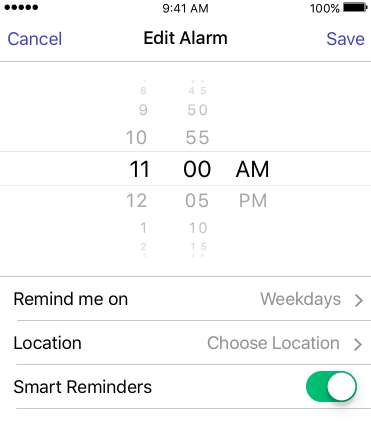 9:41 AM 100%
Cancel Edit Alarm Save
8 45
9 50
10 55
11 00 AM
12 05 PM
1 10
2 15
Remind me on Weekdays
Location Choose Location
Smart Reminders